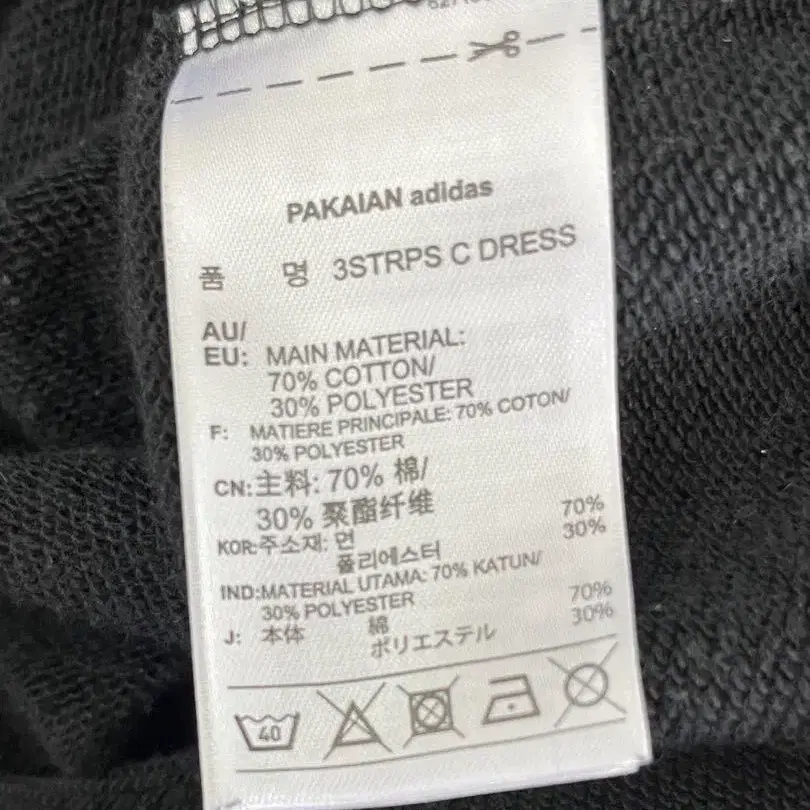 PAKAIAN adidas
품 명 3STRPS C DRESS
AU/
EU: MAIN MATERIAL:
70% COTTON/
30% POLYESTER
F: MATIERE PRINCIPALE: 70% COTON/
30% POLYESTER
CN:主料: 70% 棉/
30% 聚酯纤维
KOR:주소재: 면 70%
폴리에스터 30%
IND:MATERIAL UTAMA: 70% KATUN/
30% POLYESTER
J: 本体 綿 70%
ポリエステル 30%
40